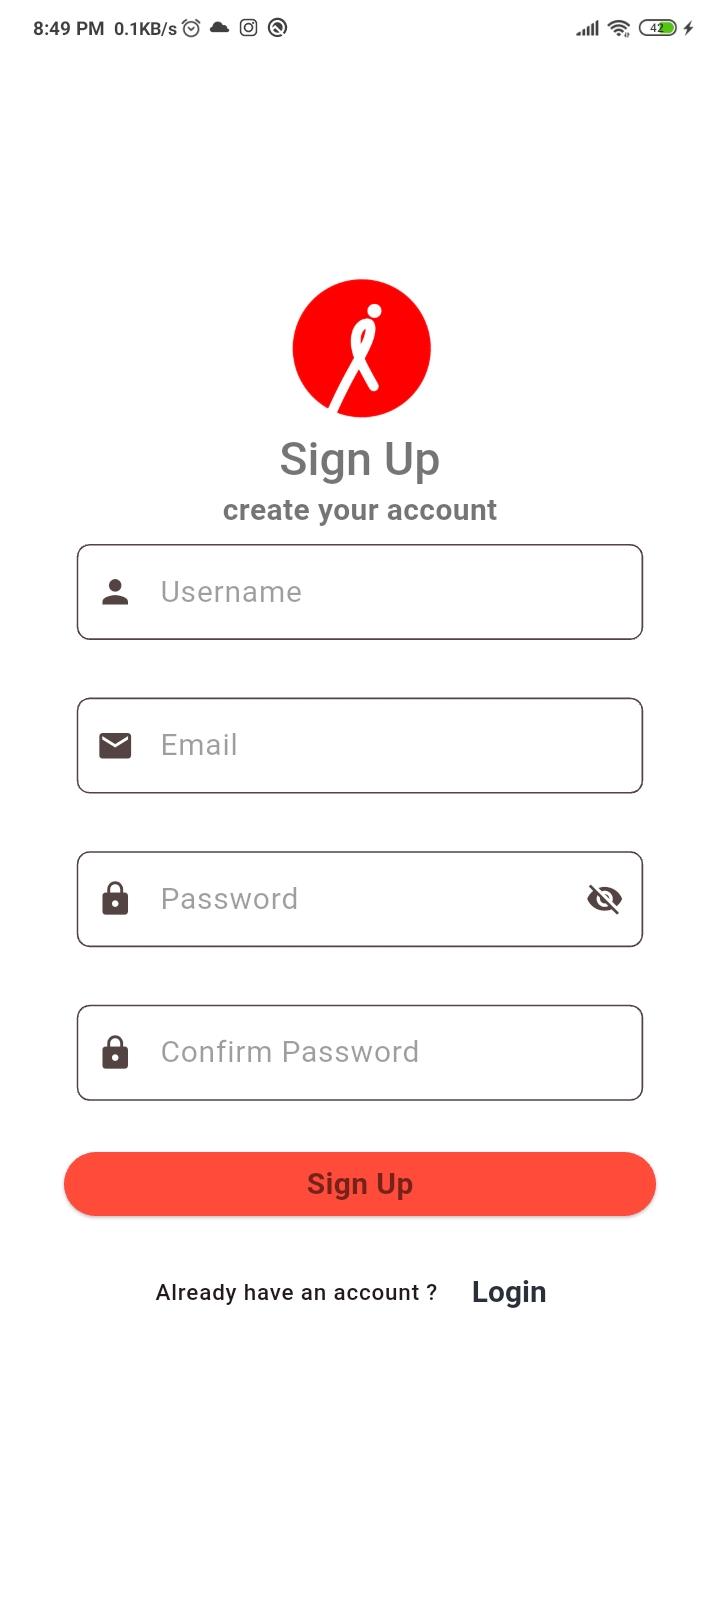 8:49 PM 0.1KB/s 42
Sign Up
create your account
Username
Email
Password
Confirm Password
Sign Up
Already have an account ? Login